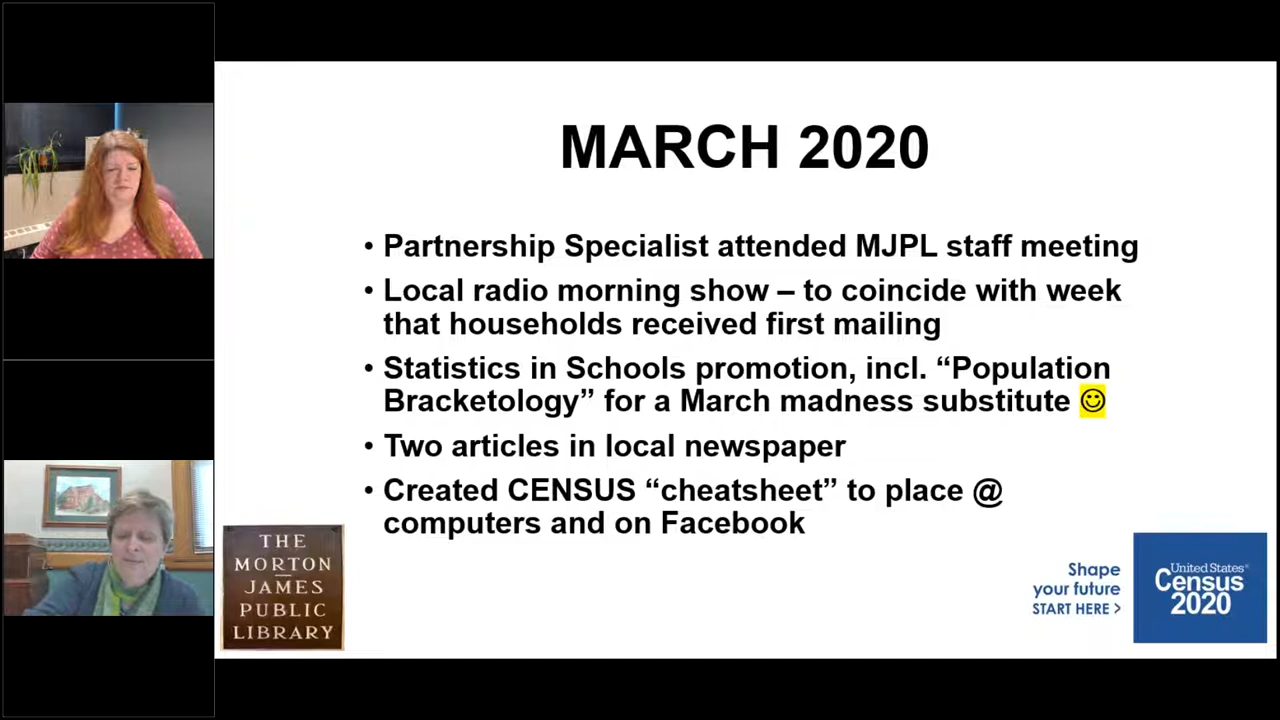 MARCH 2020
• Partnership Specialist attended MJPL staff meeting
• Local radio morning show – to coincide with week
that households received first mailing
• Statistics in Schools promotion, incl. “Population
Bracketology” for a March madness substitute ☺
• Two articles in local newspaper
• Created CENSUS “cheatsheet” to place @
computers and on Facebook
THE
MORTON
JAMES
PUBLIC
LIBRARY
Shape
your future
START HERE >
United States®
Census
2020